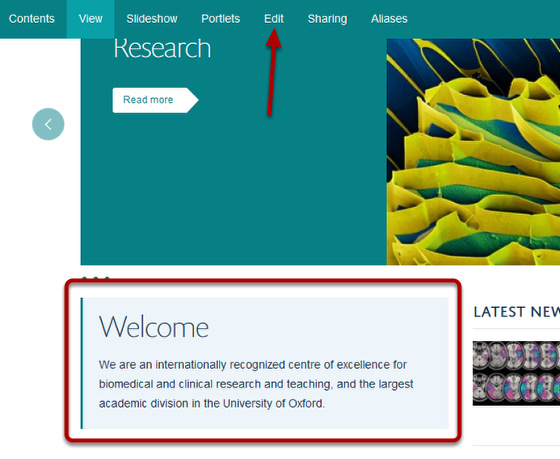 Contents View Slideshow Portlets Edit Sharing Aliases
Research
Read more
Welcome
We are an internationally recognized centre of excellence for
biomedical and clinical research and teaching, and the largest
academic division in the University of Oxford.
LATEST NEW